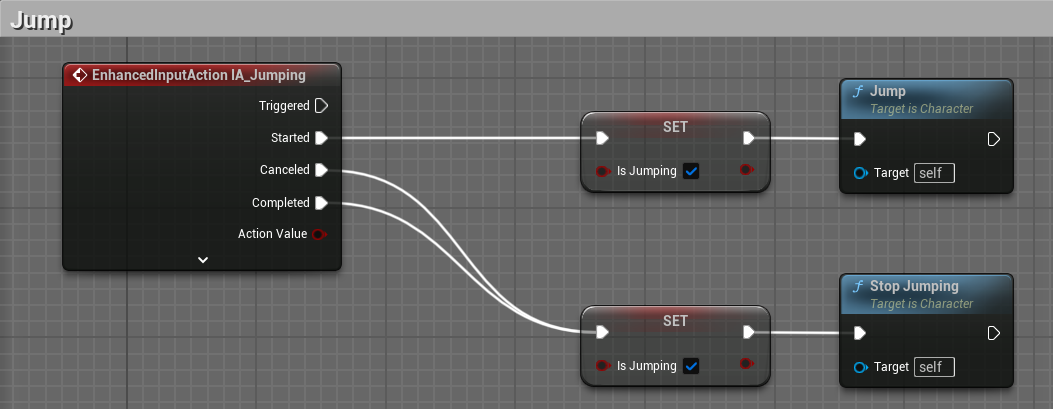 Jump
EnhancedInputAction IA_Jumping
Triggered
Started
Canceled
Completed
Action Value
SET
Is Jumping
f Jump
Target is Character
Target self
SET
Is Jumping
f Stop Jumping
Target is Character
Target self